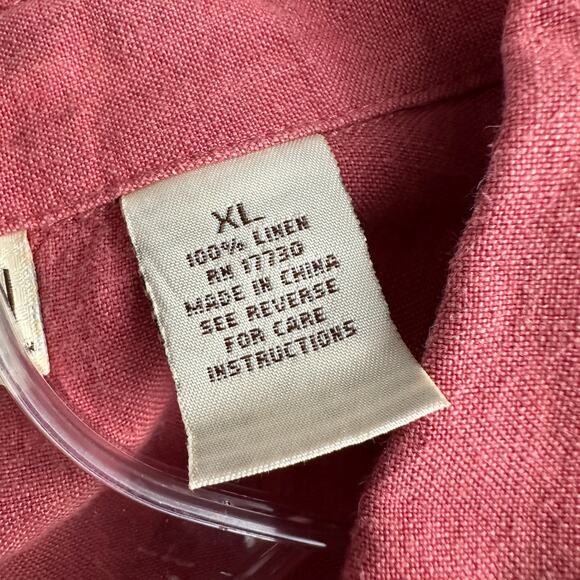 XL
100% LINEN
RN 17730
MADE IN CHINA
SEE REVERSE
FOR CARE
INSTRUCTIONS